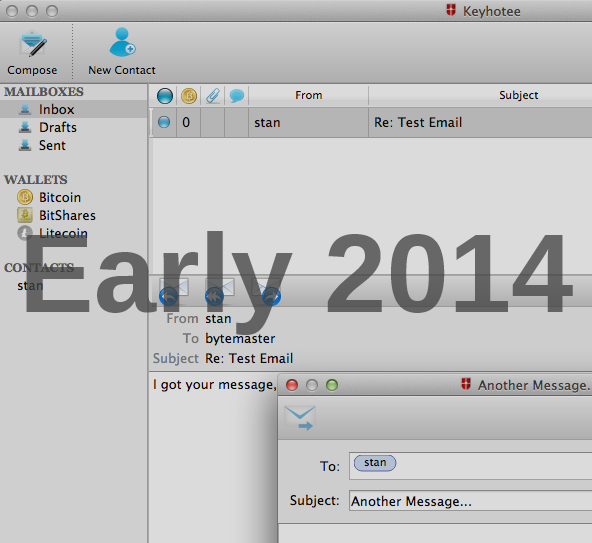 Keyhotee
Compose
New Contact
MAILBOXES
Inbox
Drafts
Sent
WALLETS
Bitcoin
BitShares
Litecoin
CONTACTS
stan
From Subject
0 stan Re: Test Email
Early 2014
From stan
To bytemaster
Subject Re: Test Email
I got your message,
Another Message.
To: stan
Subject: Another Message...